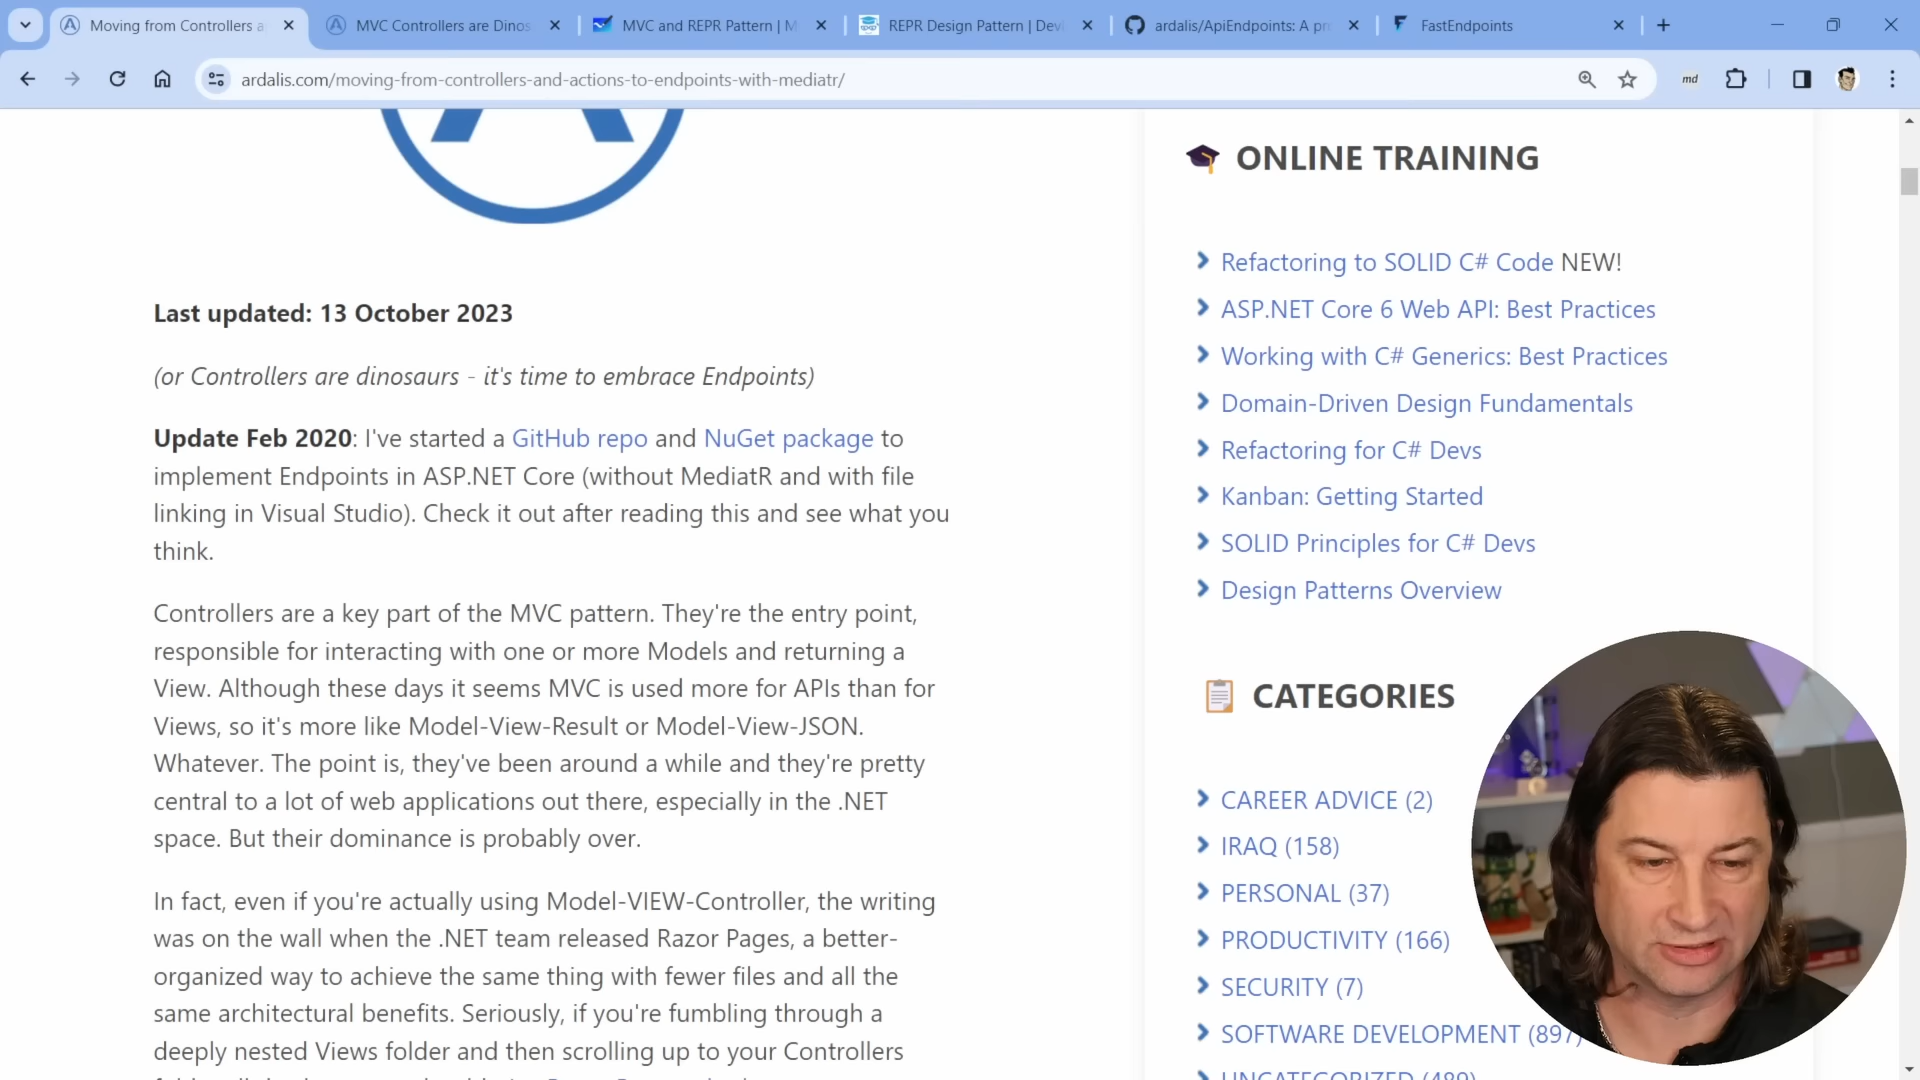 Moving from Controllers a
MVC Controllers are Dinos
MVC and REPR Pattern | M
REPR Design Pattern | Dev
ardalis/ApiEndpoints: A pr
FastEndpoints
ardalis.com/moving-from-controllers-and-actions-to-endpoints-with-mediatr/
md
Last updated: 13 October 2023
(or Controllers are dinosaurs - it's time to embrace Endpoints)
Update Feb 2020: I've started a GitHub repo and NuGet package to
implement Endpoints in ASP.NET Core (without MediatR and with file
linking in Visual Studio). Check it out after reading this and see what you
think.
Controllers are a key part of the MVC pattern. They're the entry point,
responsible for interacting with one or more Models and returning a
View. Although these days it seems MVC is used more for APIs than for
Views, so it's more like Model-View-Result or Model-View-JSON.
Whatever. The point is, they've been around a while and they're pretty
central to a lot of web applications out there, especially in the .NET
space. But their dominance is probably over.
In fact, even if you're actually using Model-VIEW-Controller, the writing
was on the wall when the .NET team released Razor Pages, a better-
organized way to achieve the same thing with fewer files and all the
same architectural benefits. Seriously, if you're fumbling through a
deeply nested Views folder and then scrolling up to your Controllers
ONLINE TRAINING
Refactoring to SOLID C# Code NEW!
ASP.NET Core 6 Web API: Best Practices
Working with C# Generics: Best Practices
Domain-Driven Design Fundamentals
Refactoring for C# Devs
Kanban: Getting Started
SOLID Principles for C# Devs
Design Patterns Overview
CATEGORIES
CAREER ADVICE (2)
IRAQ (158)
PERSONAL (37)
PRODUCTIVITY (166)
SECURITY (7)
SOFTWARE DEVELOPMENT (897)
UNCATEGORIZED (489)